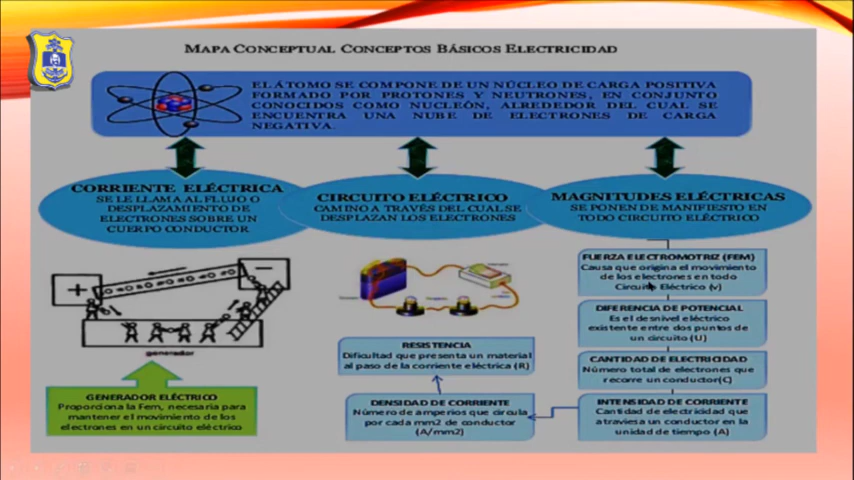 MAPA CONCEPTUAL CONCEPTOS BÁSICOS ELECTRICIDAD
EL ÁTOMO SE COMPONE DE UN NÚCLEO DE CARGA POSITIVA
FORMADO POR PROTONES Y NEUTRONES, EN CONJUNTO
CONOCIDOS COMO NUCLEÓN, ALREDEDOR DEL CUAL SE
ENCUENTRA UNA NUBE DE ELECTRONES DE CARGA
NEGATIVA.
CORRIENTE ELÉCTRICA
SE LE LLAMA AL FLUJO O
DESPLAZAMIENTO DE
ELECTRONES SOBRE UN
CUERPO CONDUCTOR
CIRCUITO ELÉCTRICO
CAMINO A TRAVÉS DEL CUAL SE
DESPLAZAN LOS ELECTRONES
MAGNITUDES ELÉCTRICAS
SE PONEN DE MANIFIESTO EN
TODO CIRCUITO ELÉCTRICO
+
−
generador
GENERADOR ELÉCTRICO
Proporciona la Fem, necesaria para
mantener el movimiento de los
electrones en un circuito eléctrico
RESISTENCIA
Dificultad que presenta un material
al paso de la corriente eléctrica (R)
DENSIDAD DE CORRIENTE
Número de amperios que circula
por cada mm2 de conductor
(A/mm2)
FUERZA ELECTROMOTRIZ (FEM)
Causa que origina el movimiento
de los electrones en todo
Circuito Eléctrico (v)
DIFERENCIA DE POTENCIAL
Es el desnivel eléctrico
existente entre dos puntos de
un circuito (U)
CANTIDAD DE ELECTRICIDAD
Número total de electrones que
recorre un conductor(C)
INTENSIDAD DE CORRIENTE
Cantidad de electricidad que
atraviesa un conductor en la
unidad de tiempo (A)